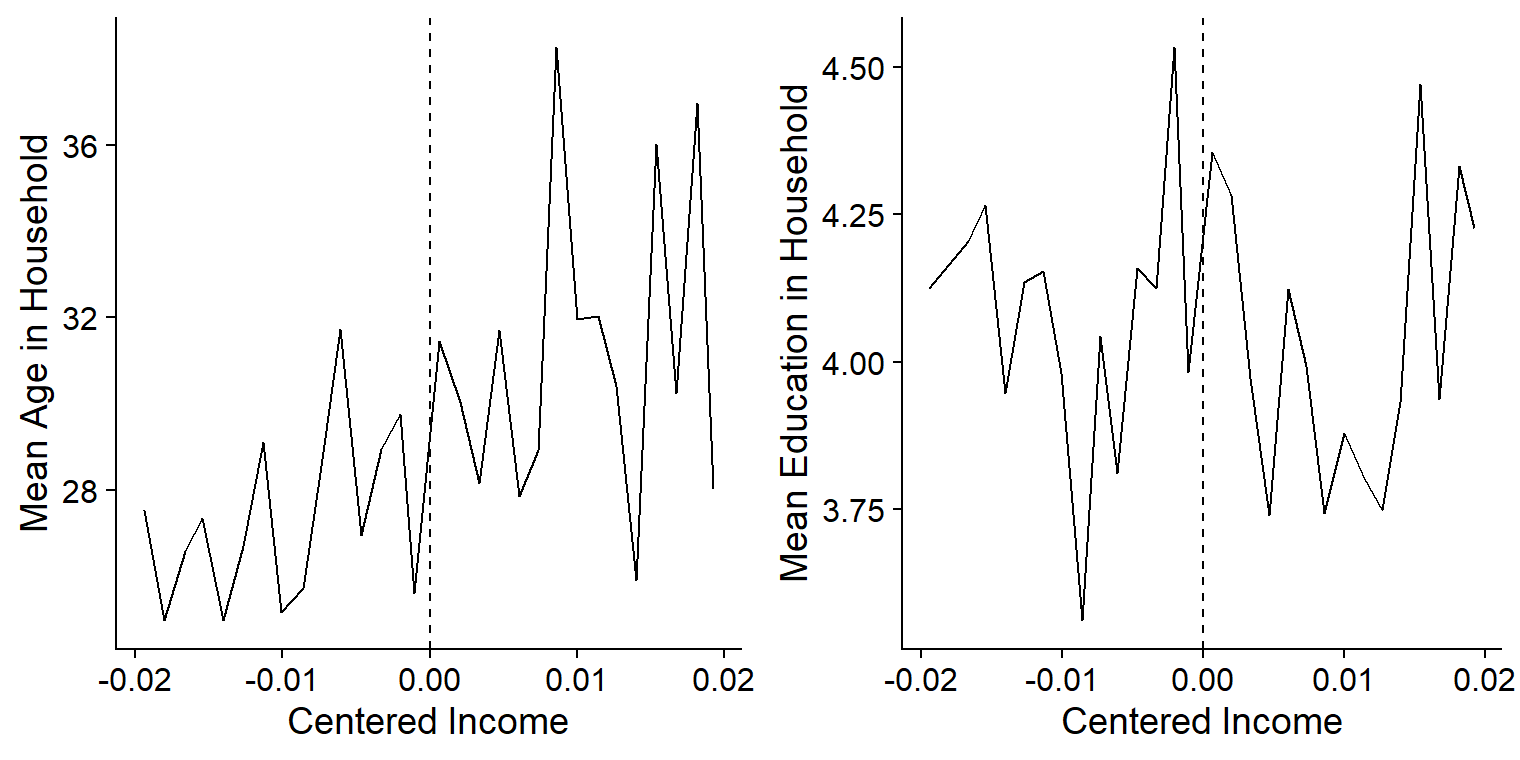 Mean Age in Household
36
32
28
-0.02 -0.01 0.00 0.01 0.02
Centered Income
Mean Education in Household
4.50
4.25
4.00
3.75
-0.02 -0.01 0.00 0.01 0.02
Centered Income